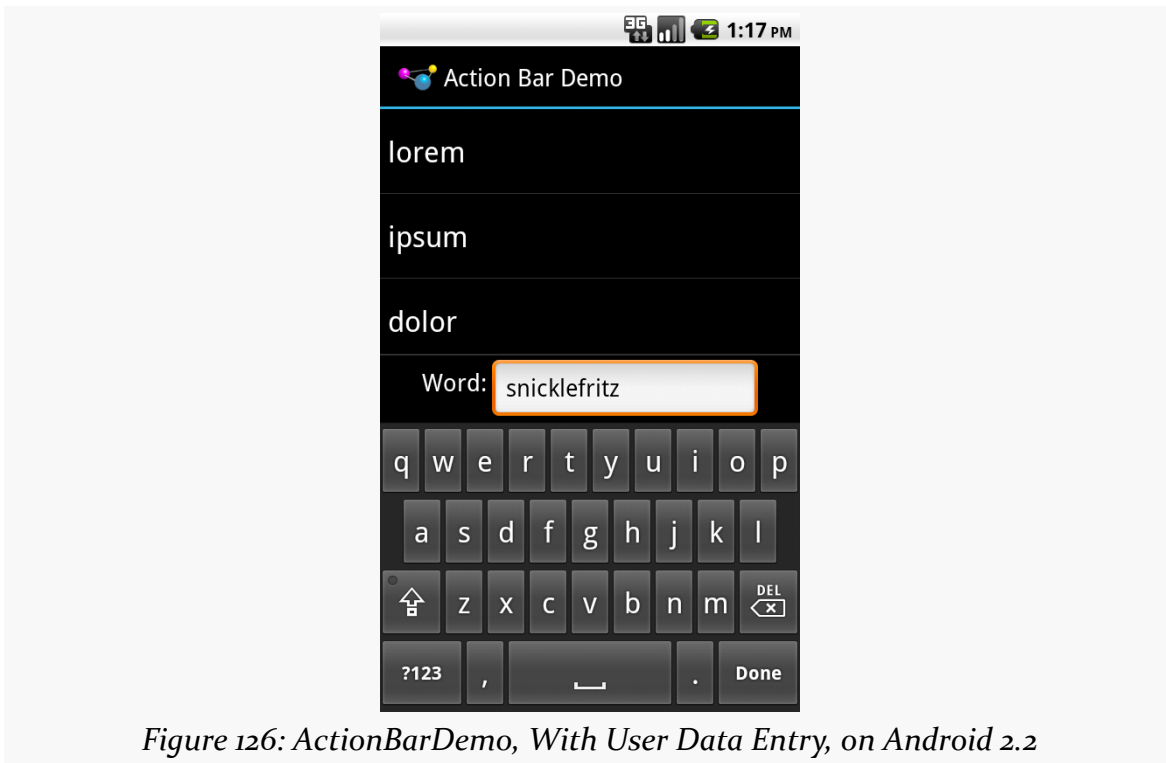 3G 1:17 PM
Action Bar Demo
lorem
ipsum
dolor
Word: snicklefritz
q w e r t y u i o p
a s d f g h j k l
z x c v b n m DEL
?123 , . Done
Figure 126: ActionBarDemo, With User Data Entry, on Android 2.2